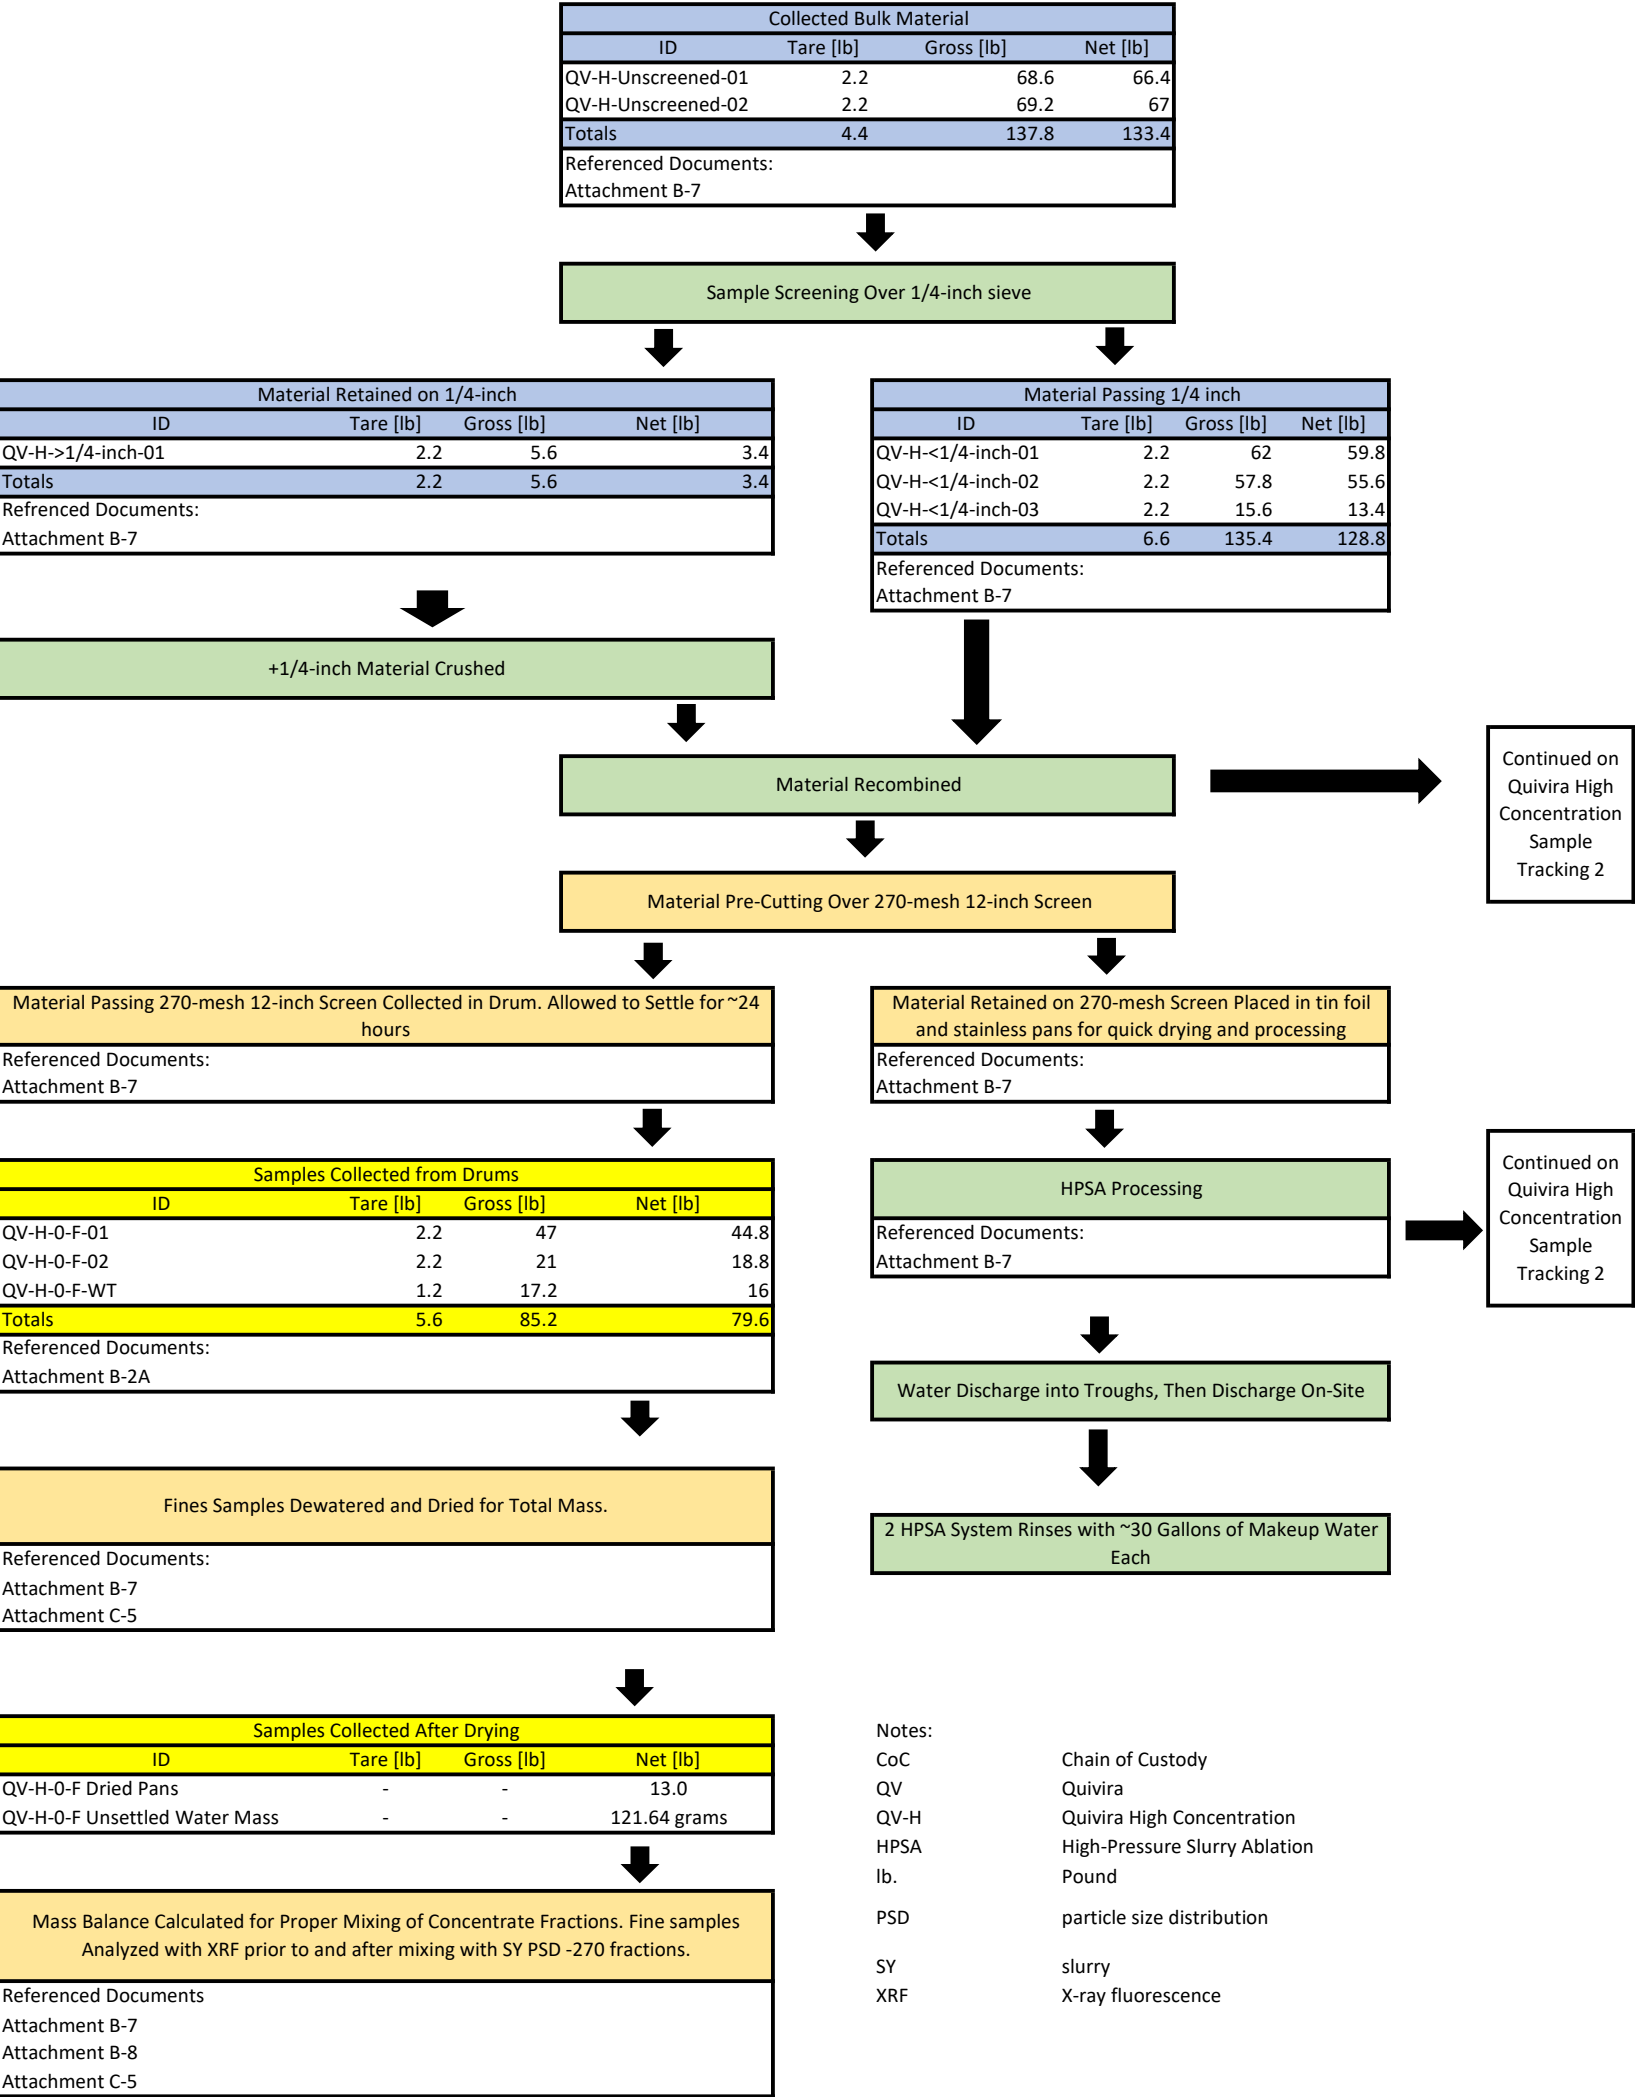 Collected Bulk Material
ID Tare [lb] Gross [lb] Net [lb]
QV-H-Unscreened-01 2.2 68.6 66.4
QV-H-Unscreened-02 2.2 69.2 67
Totals 4.4 137.8 133.4
Referenced Documents:
Attachment B-7
Sample Screening Over 1/4-inch sieve
Material Retained on 1/4-inch
ID Tare [lb] Gross [lb] Net [lb]
QV-H->1/4-inch-01 2.2 5.6 3.4
Totals 2.2 5.6 3.4
Refrenced Documents:
Attachment B-7
Material Passing 1/4 inch
ID Tare [lb] Gross [lb] Net [lb]
QV-H-<1/4-inch-01 2.2 62 59.8
QV-H-<1/4-inch-02 2.2 57.8 55.6
QV-H-<1/4-inch-03 2.2 15.6 13.4
Totals 6.6 135.4 128.8
Referenced Documents:
Attachment B-7
+1/4-inch Material Crushed
Material Recombined
Continued on
Quivira High
Concentration
Sample
Tracking 2
Material Pre-Cutting Over 270-mesh 12-inch Screen
Material Passing 270-mesh 12-inch Screen Collected in Drum. Allowed to Settle for ~24
hours
Referenced Documents:
Attachment B-7
Material Retained on 270-mesh Screen Placed in tin foil
and stainless pans for quick drying and processing
Referenced Documents:
Attachment B-7
Samples Collected from Drums
ID Tare [lb] Gross [lb] Net [lb]
QV-H-0-F-01 2.2 47 44.8
QV-H-0-F-02 2.2 21 18.8
QV-H-0-F-WT 1.2 17.2 16
Totals 5.6 85.2 79.6
Referenced Documents:
Attachment B-2A
HPSA Processing
Referenced Documents:
Attachment B-7
Continued on
Quivira High
Concentration
Sample
Tracking 2
Water Discharge into Troughs, Then Discharge On-Site
2 HPSA System Rinses with ~30 Gallons of Makeup Water
Each
Fines Samples Dewatered and Dried for Total Mass.
Referenced Documents:
Attachment B-7
Attachment C-5
Samples Collected After Drying
ID Tare [lb] Gross [lb] Net [lb]
QV-H-0-F Dried Pans - - 13.0
QV-H-0-F Unsettled Water Mass - - 121.64 grams
Mass Balance Calculated for Proper Mixing of Concentrate Fractions. Fine samples
Analyzed with XRF prior to and after mixing with SY PSD -270 fractions.
Referenced Documents
Attachment B-7
Attachment B-8
Attachment C-5
Notes:
CoC Chain of Custody
QV Quivira
QV-H Quivira High Concentration
HPSA High-Pressure Slurry Ablation
lb. Pound
PSD particle size distribution
SY slurry
XRF X-ray fluorescence